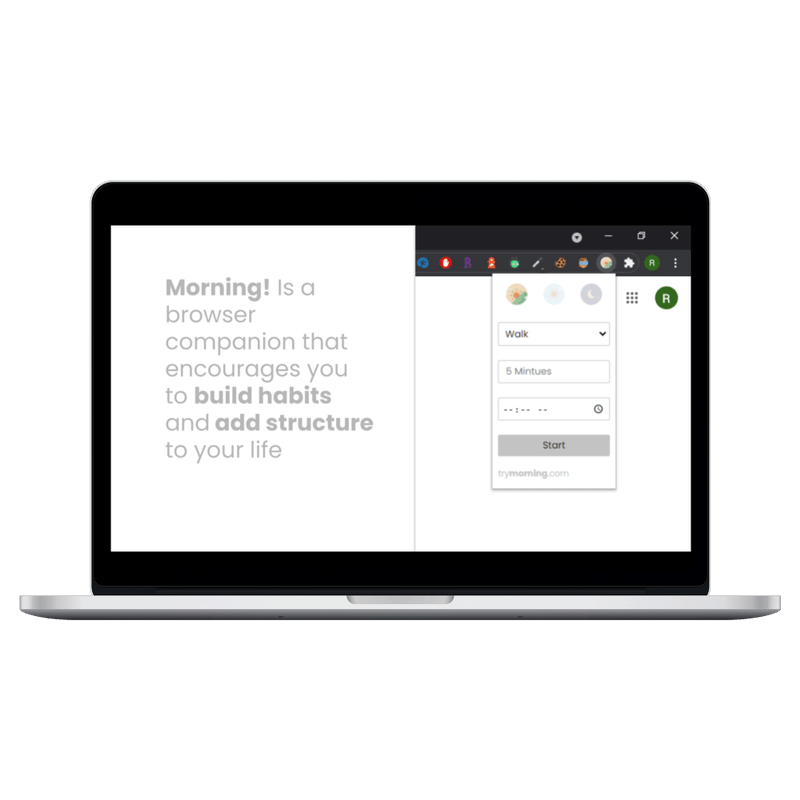 Morning! Is a
browser
companion that
encourages you
to build habits
and add structure
to your life
R
R
Walk
5 Mintues
--:-- --
Start
trymorning.com